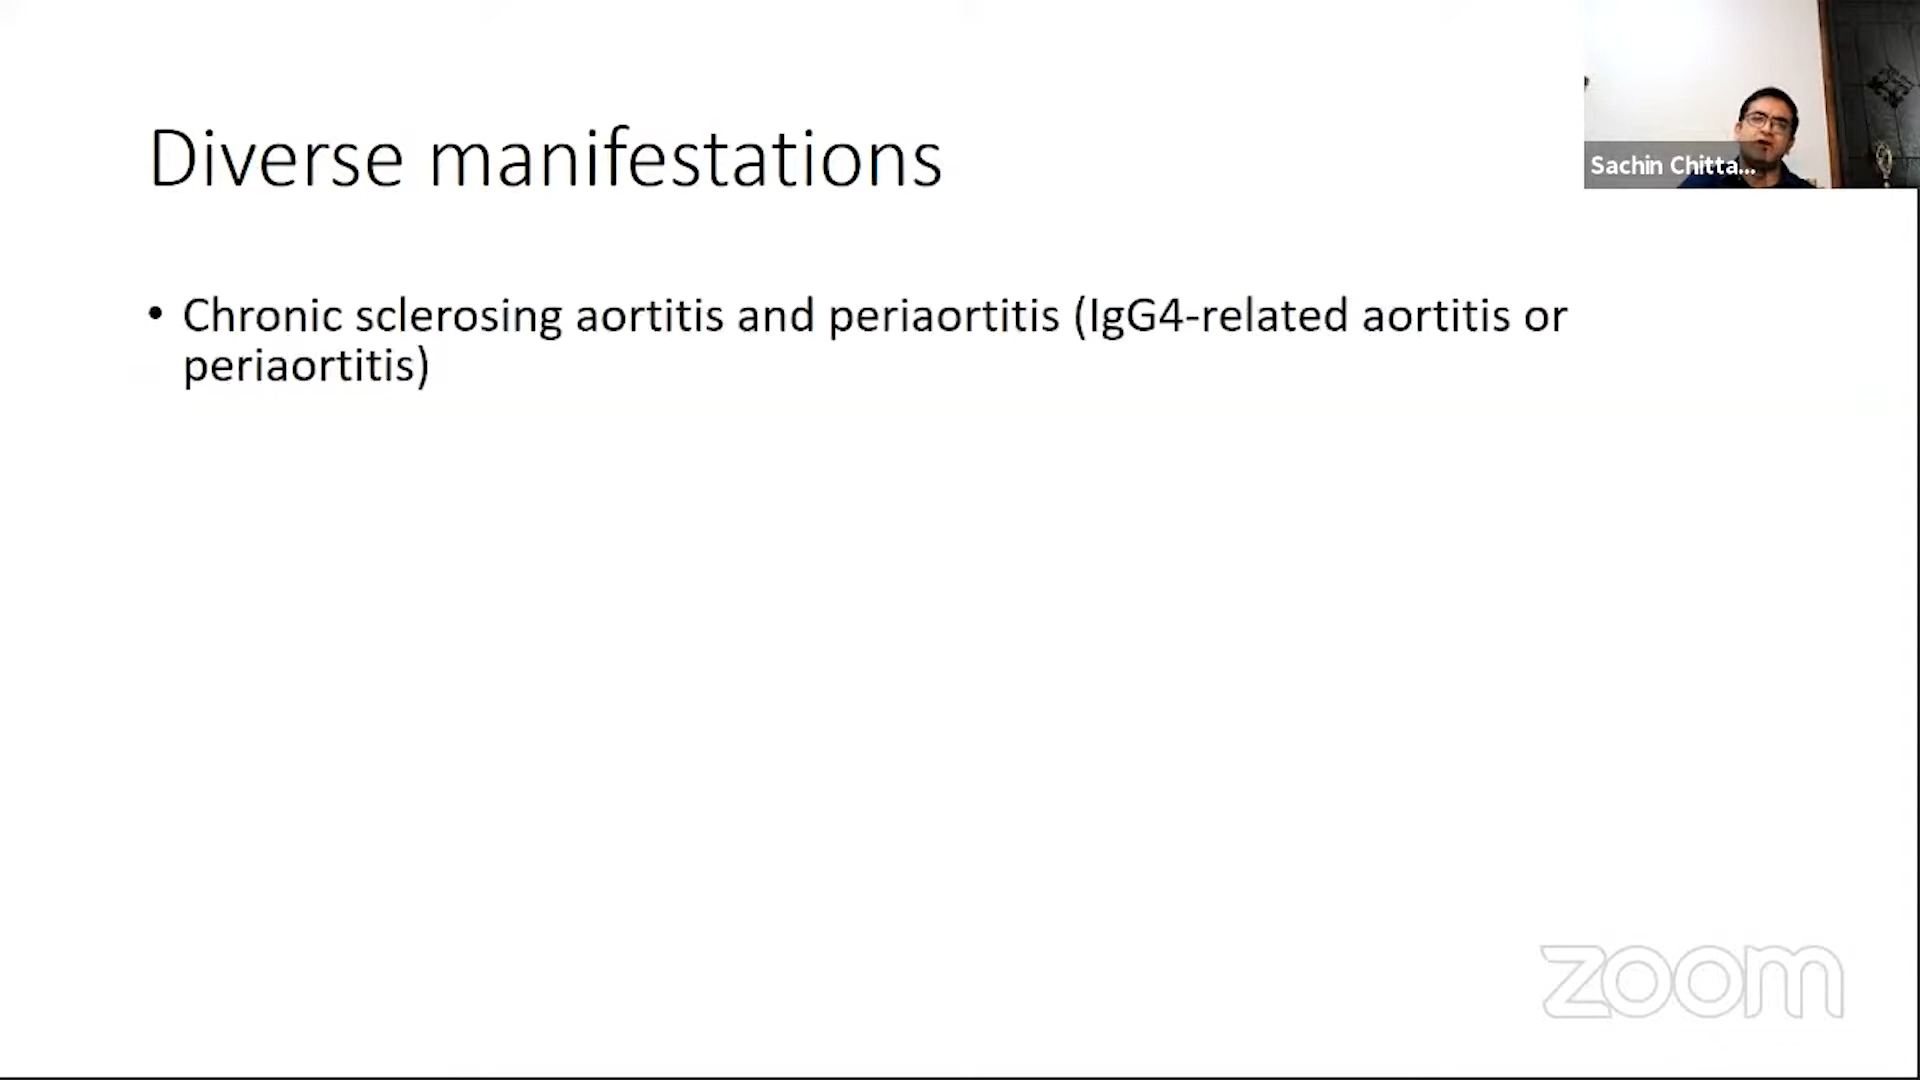 Diverse manifestations
Sachin Chitta...
• Chronic sclerosing aortitis and periaortitis (IgG4-related aortitis or
periaortitis)
zoom